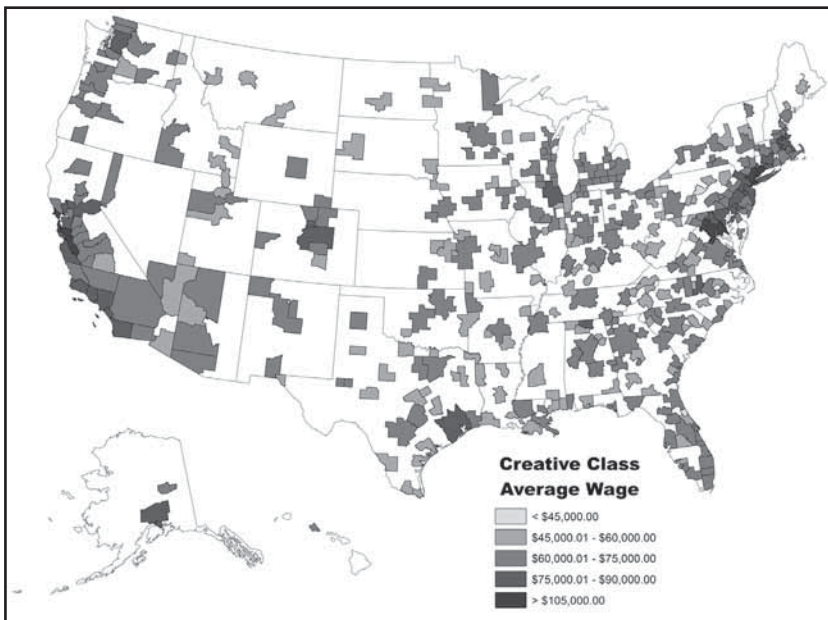 Creative Class
Average Wage
< $45,000.00
$45,000.01 - $60,000.00
$60,000.01 - $75,000.00
$75,000.01 - $90,000.00
> $105,000.00